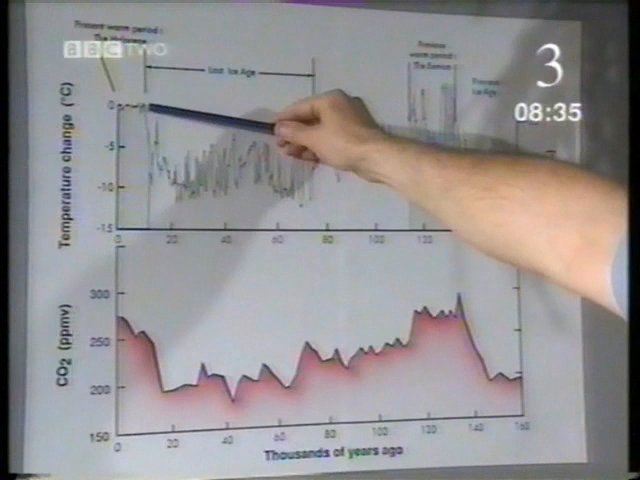 Present warm period :
The Holocene
BBC TWO
Last Ice Age
Previous
warm period :
The Eemian
Previous
Ice Age
3
08:35
Temperature change (°C)
0
-5
-10
-15
0 20 40 60 80 100 120
CO2 (ppmv)
300
250
200
150
0 20 40 60 80 100 120 140 160
Thousands of years ago